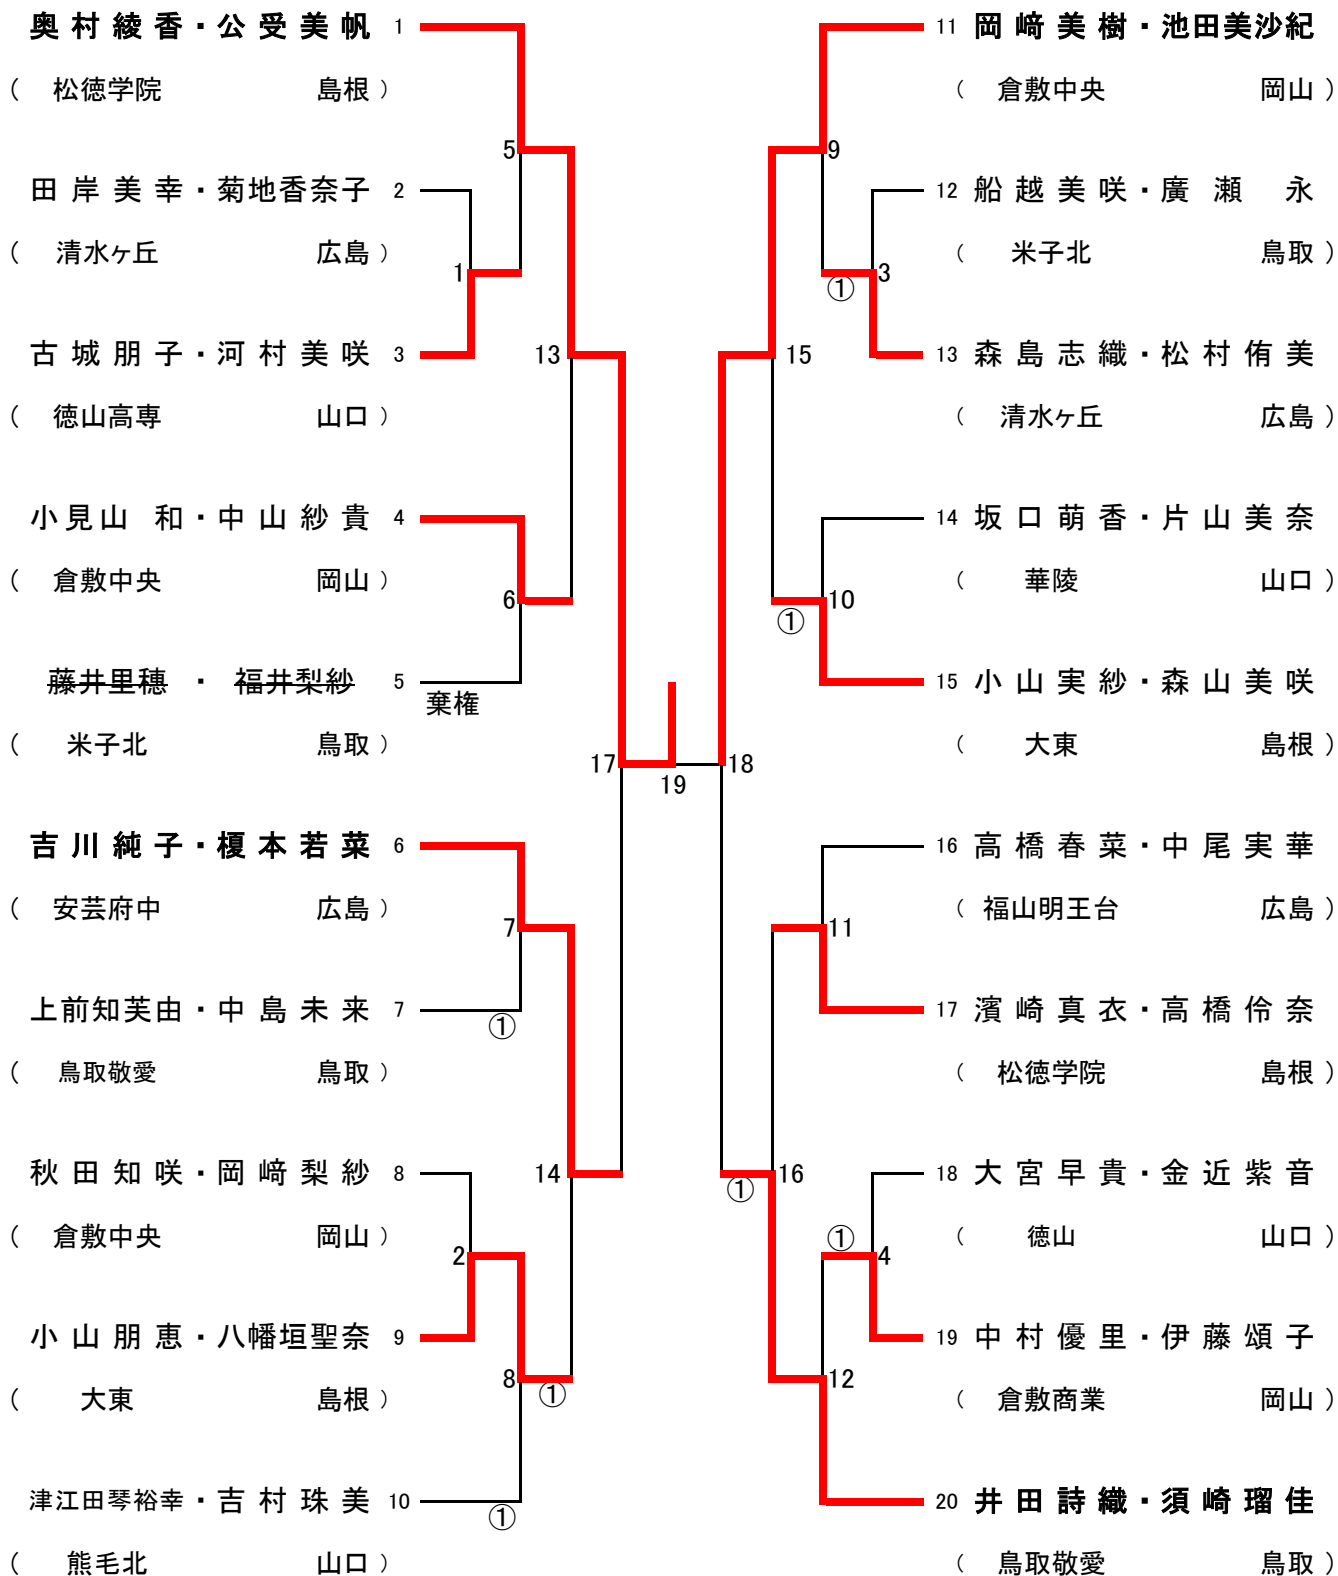 奥村綾香・公受美帆 1
( 松徳学院 島根 )
5
田岸美幸・菊地香奈子 2
( 清水ヶ丘 広島 )
1
古城朋子・河村美咲 3
13
( 徳山高専 山口 )
小見山 和・中山紗貴 4
( 倉敷中央 岡山 )
6
藤井里穂 ・ 福井梨紗 5
棄権
( 米子北 鳥取 )
17
19
吉川純子・榎本若菜 6
( 安芸府中 広島 )
7
上前知芙由・中島未来 7
①
( 鳥取敬愛 鳥取 )
秋田知咲・岡﨑梨紗 8
14
( 倉敷中央 岡山 )
2
小山朋恵・八幡垣聖奈 9
8
①
( 大東 島根 )
津江田琴裕幸・吉村珠美 10
①
( 熊毛北 山口 )
11 岡﨑美樹・池田美沙紀
( 倉敷中央 岡山 )
9
12 船越美咲・廣瀬 永
( 米子北 鳥取 )
3
①
15
13 森島志織・松村侑美
( 清水ヶ丘 広島 )
14 坂口萌香・片山美奈
( 華陵 山口 )
10
①
15 小山実紗・森山美咲
( 大東 島根 )
18
16 高橋春菜・中尾実華
( 福山明王台 広島 )
11
17 濱崎真衣・高橋伶奈
( 松徳学院 島根 )
18 大宮早貴・金近紫音
16
①
( 徳山 山口 )
①
4
19 中村優里・伊藤頌子
12
( 倉敷商業 岡山 )
20 井田詩織・須崎瑠佳
( 鳥取敬愛 鳥取 )